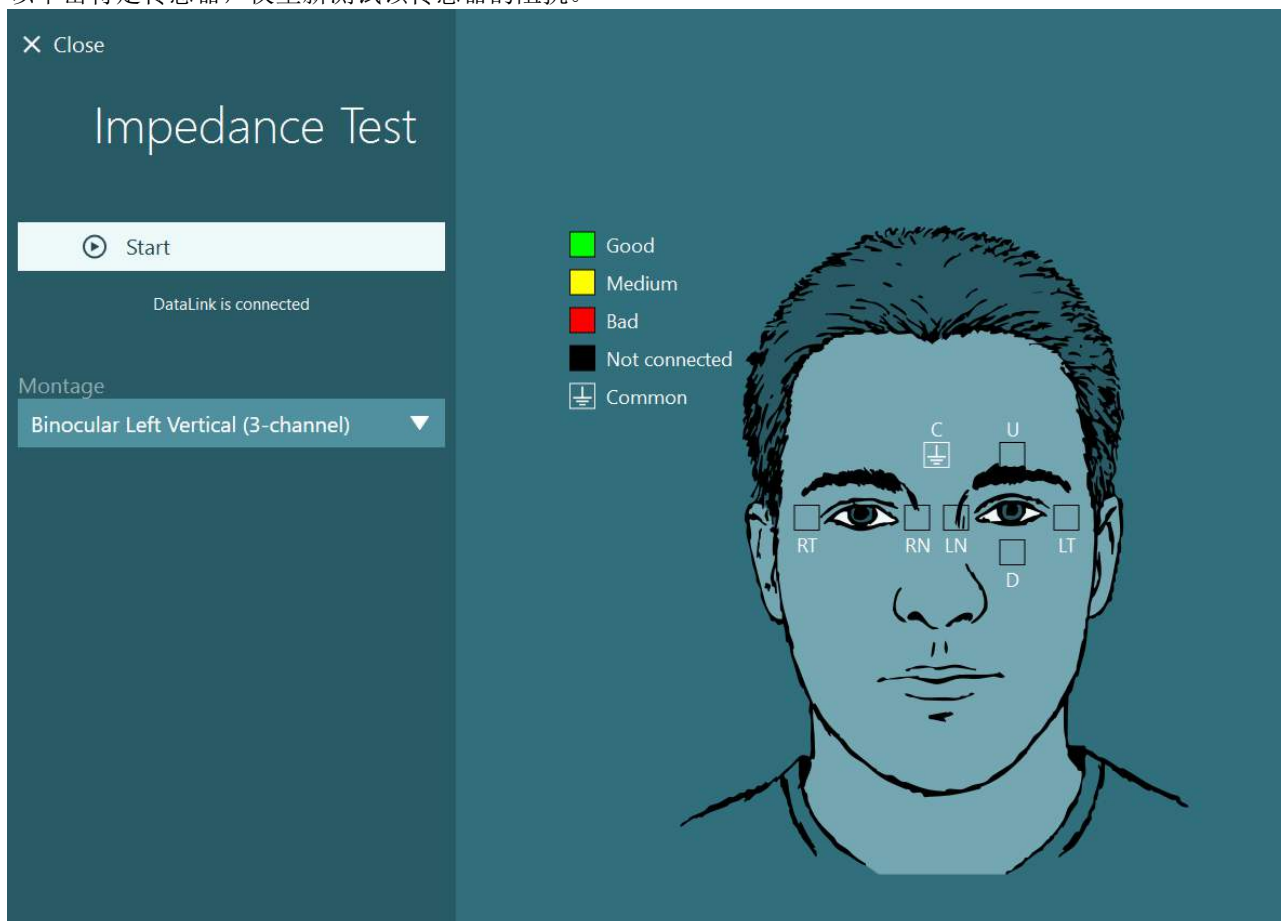 × Close
Impedance Test
Start
DataLink is connected
Montage
Binocular Left Vertical (3-channel)
Good
Medium
Bad
Not connected
Common
C U
RT RN LN LT
D